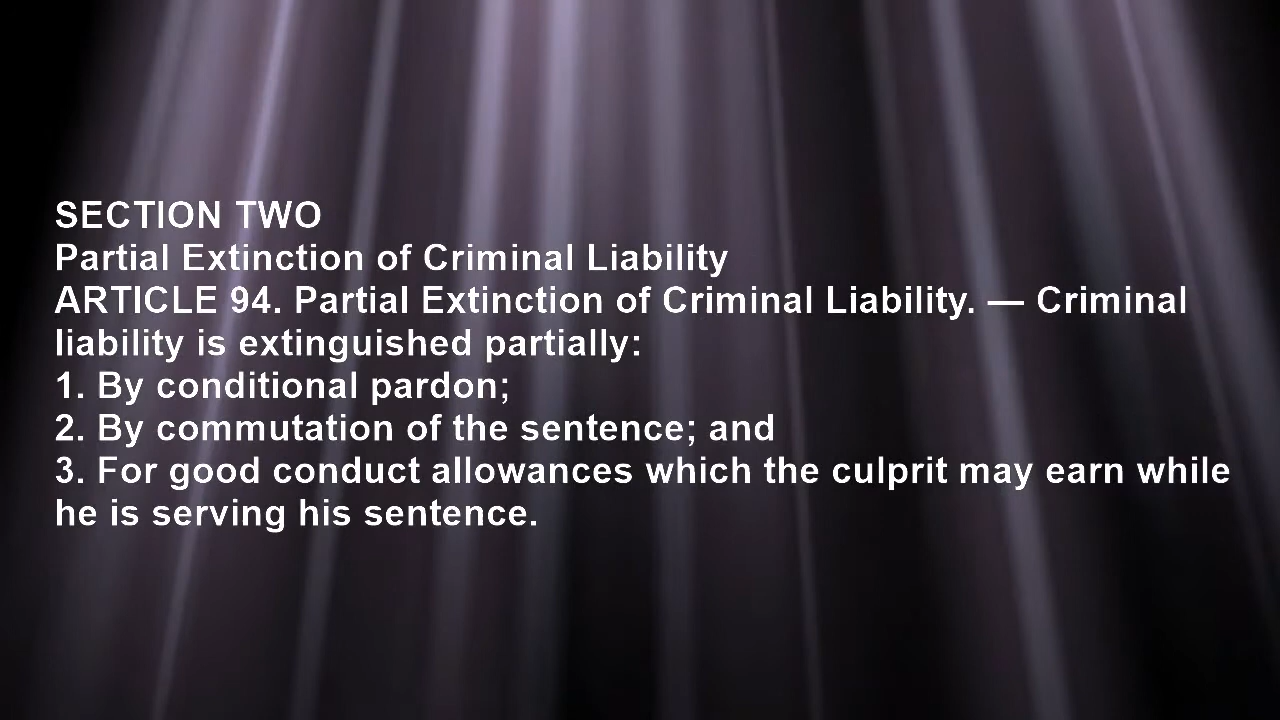 SECTION TWO
Partial Extinction of Criminal Liability
ARTICLE 94. Partial Extinction of Criminal Liability. — Criminal
liability is extinguished partially:
1. By conditional pardon;
2. By commutation of the sentence; and
3. For good conduct allowances which the culprit may earn while
he is serving his sentence.